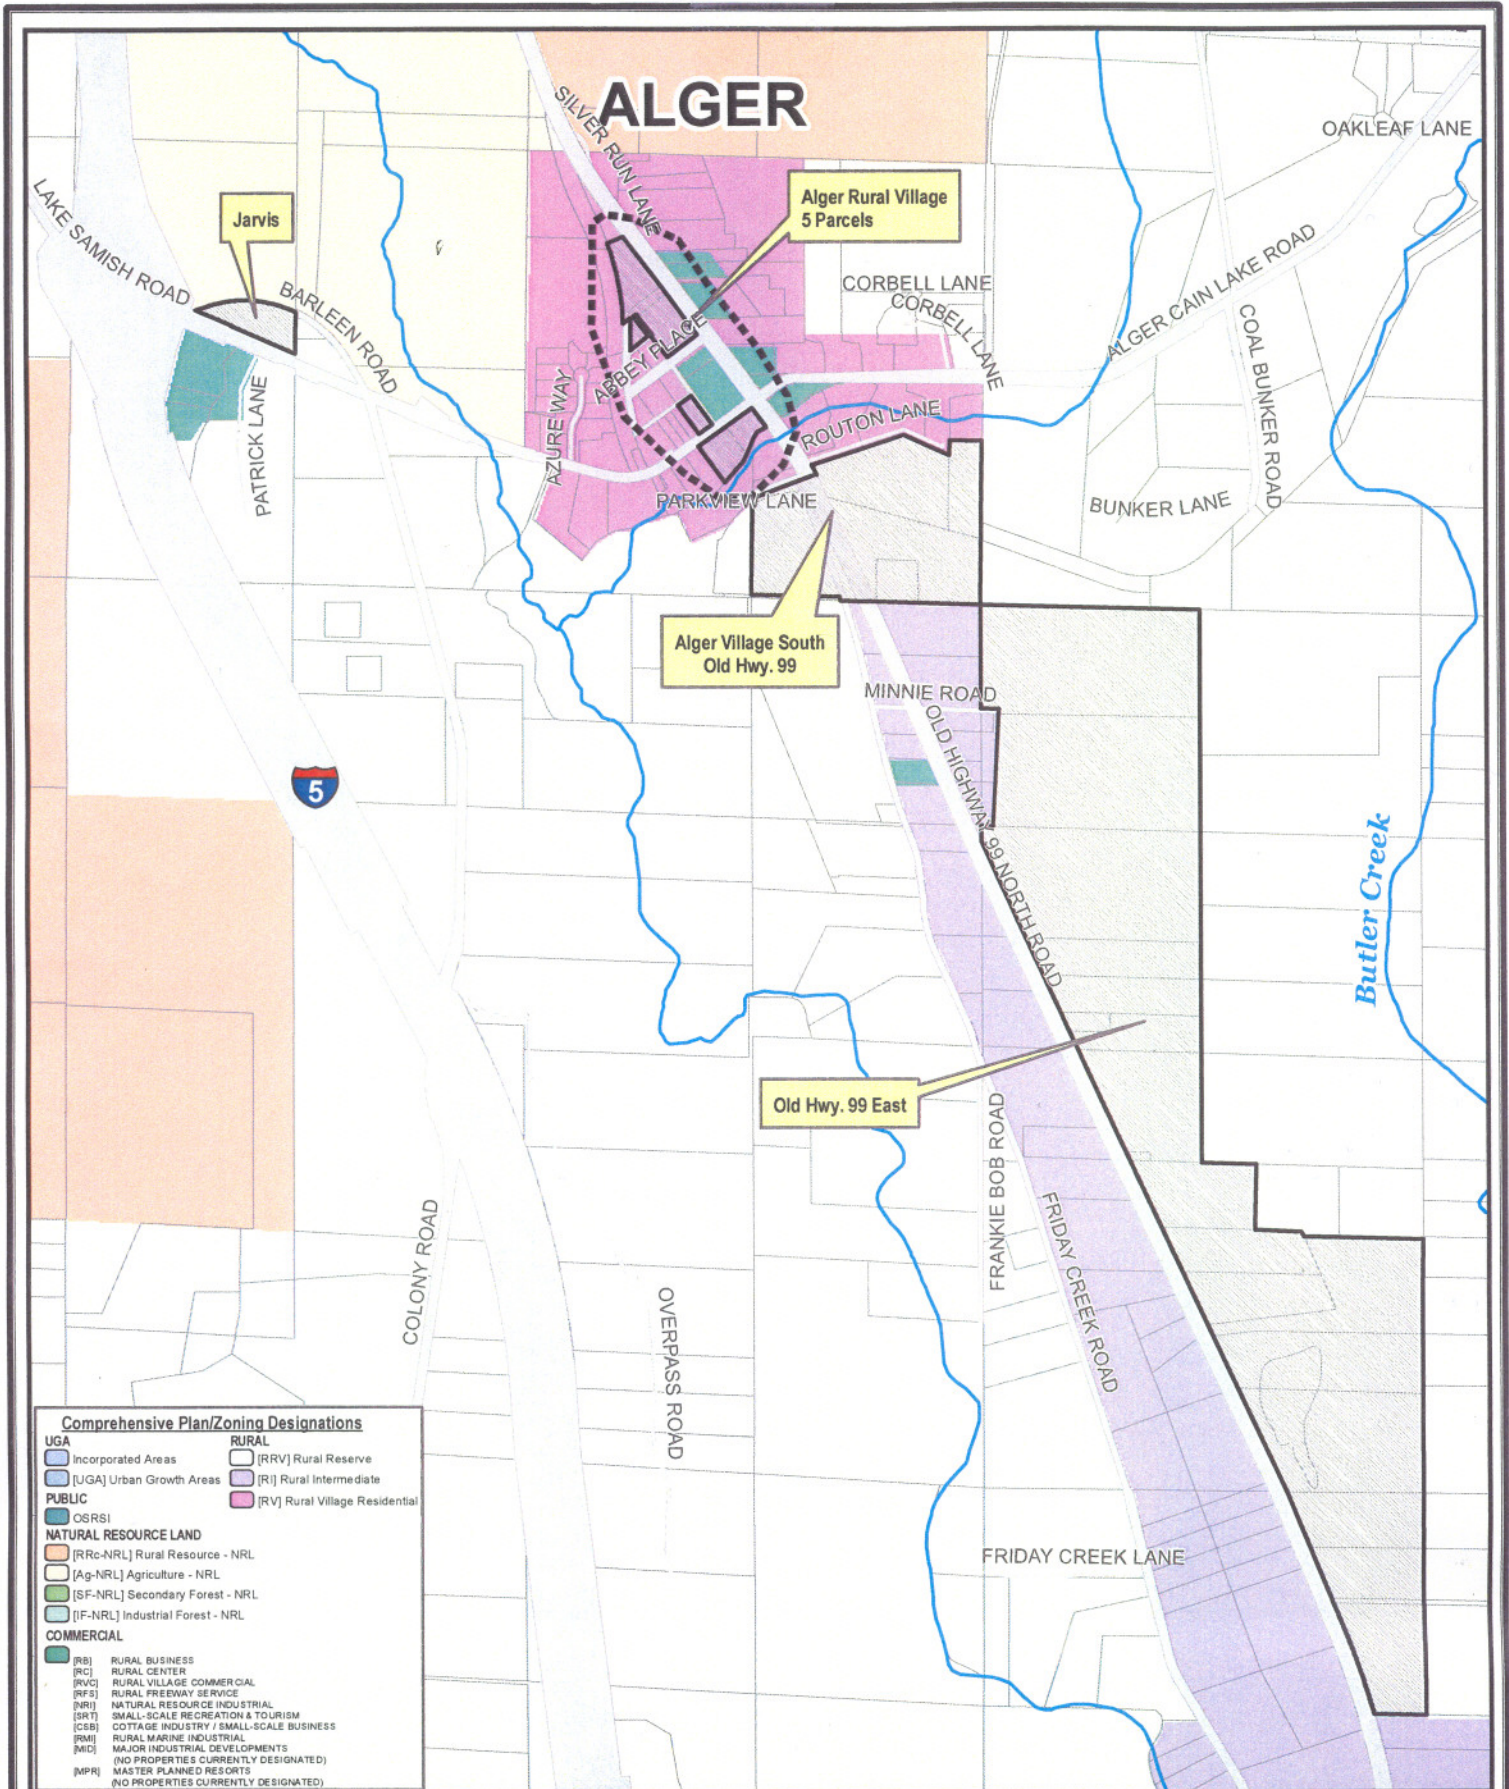 ALGER
SILVER RUN LANE
OAKLEAF LANE
LAKE SAMISH ROAD
Jarvis
Alger Rural Village
5 Parcels
BARLEEN ROAD
CORBELL LANE
CORBELL LANE
ALGER CAIN LAKE ROAD
COAL BUNKER ROAD
ABBEY PLACE
PATRICK LANE
AZURE WAY
ROUTON LANE
PARKVIEW LANE
BUNKER LANE
Alger Village South
Old Hwy. 99
MINNIE ROAD
OLD HIGHWAY 99 NORTH ROAD
5
Butler Creek
Old Hwy. 99 East
FRANKIE BOB ROAD
FRIDAY CREEK ROAD
COLONY ROAD
OVERPASS ROAD
FRIDAY CREEK LANE
Comprehensive Plan/Zoning Designations
UGA
Incorporated Areas
[UGA] Urban Growth Areas
PUBLIC
OSRSI
RURAL
[RRV] Rural Reserve
[RI] Rural Intermediate
[RV] Rural Village Residential
NATURAL RESOURCE LAND
[RRc-NRL] Rural Resource - NRL
[Ag-NRL] Agriculture - NRL
[SF-NRL] Secondary Forest - NRL
[IF-NRL] Industrial Forest - NRL
COMMERCIAL
[RB] RURAL BUSINESS
[RC] RURAL CENTER
[RVC] RURAL VILLAGE COMMERCIAL
[RFS] RURAL FREEWAY SERVICE
[NRI] NATURAL RESOURCE INDUSTRIAL
[SRT] SMALL-SCALE RECREATION & TOURISM
[CSB] COTTAGE INDUSTRY / SMALL-SCALE BUSINESS
[RMI] RURAL MARINE INDUSTRIAL
[MID] MAJOR INDUSTRIAL DEVELOPMENTS
(NO PROPERTIES CURRENTLY DESIGNATED)
[MPR] MASTER PLANNED RESORTS
(NO PROPERTIES CURRENTLY DESIGNATED)